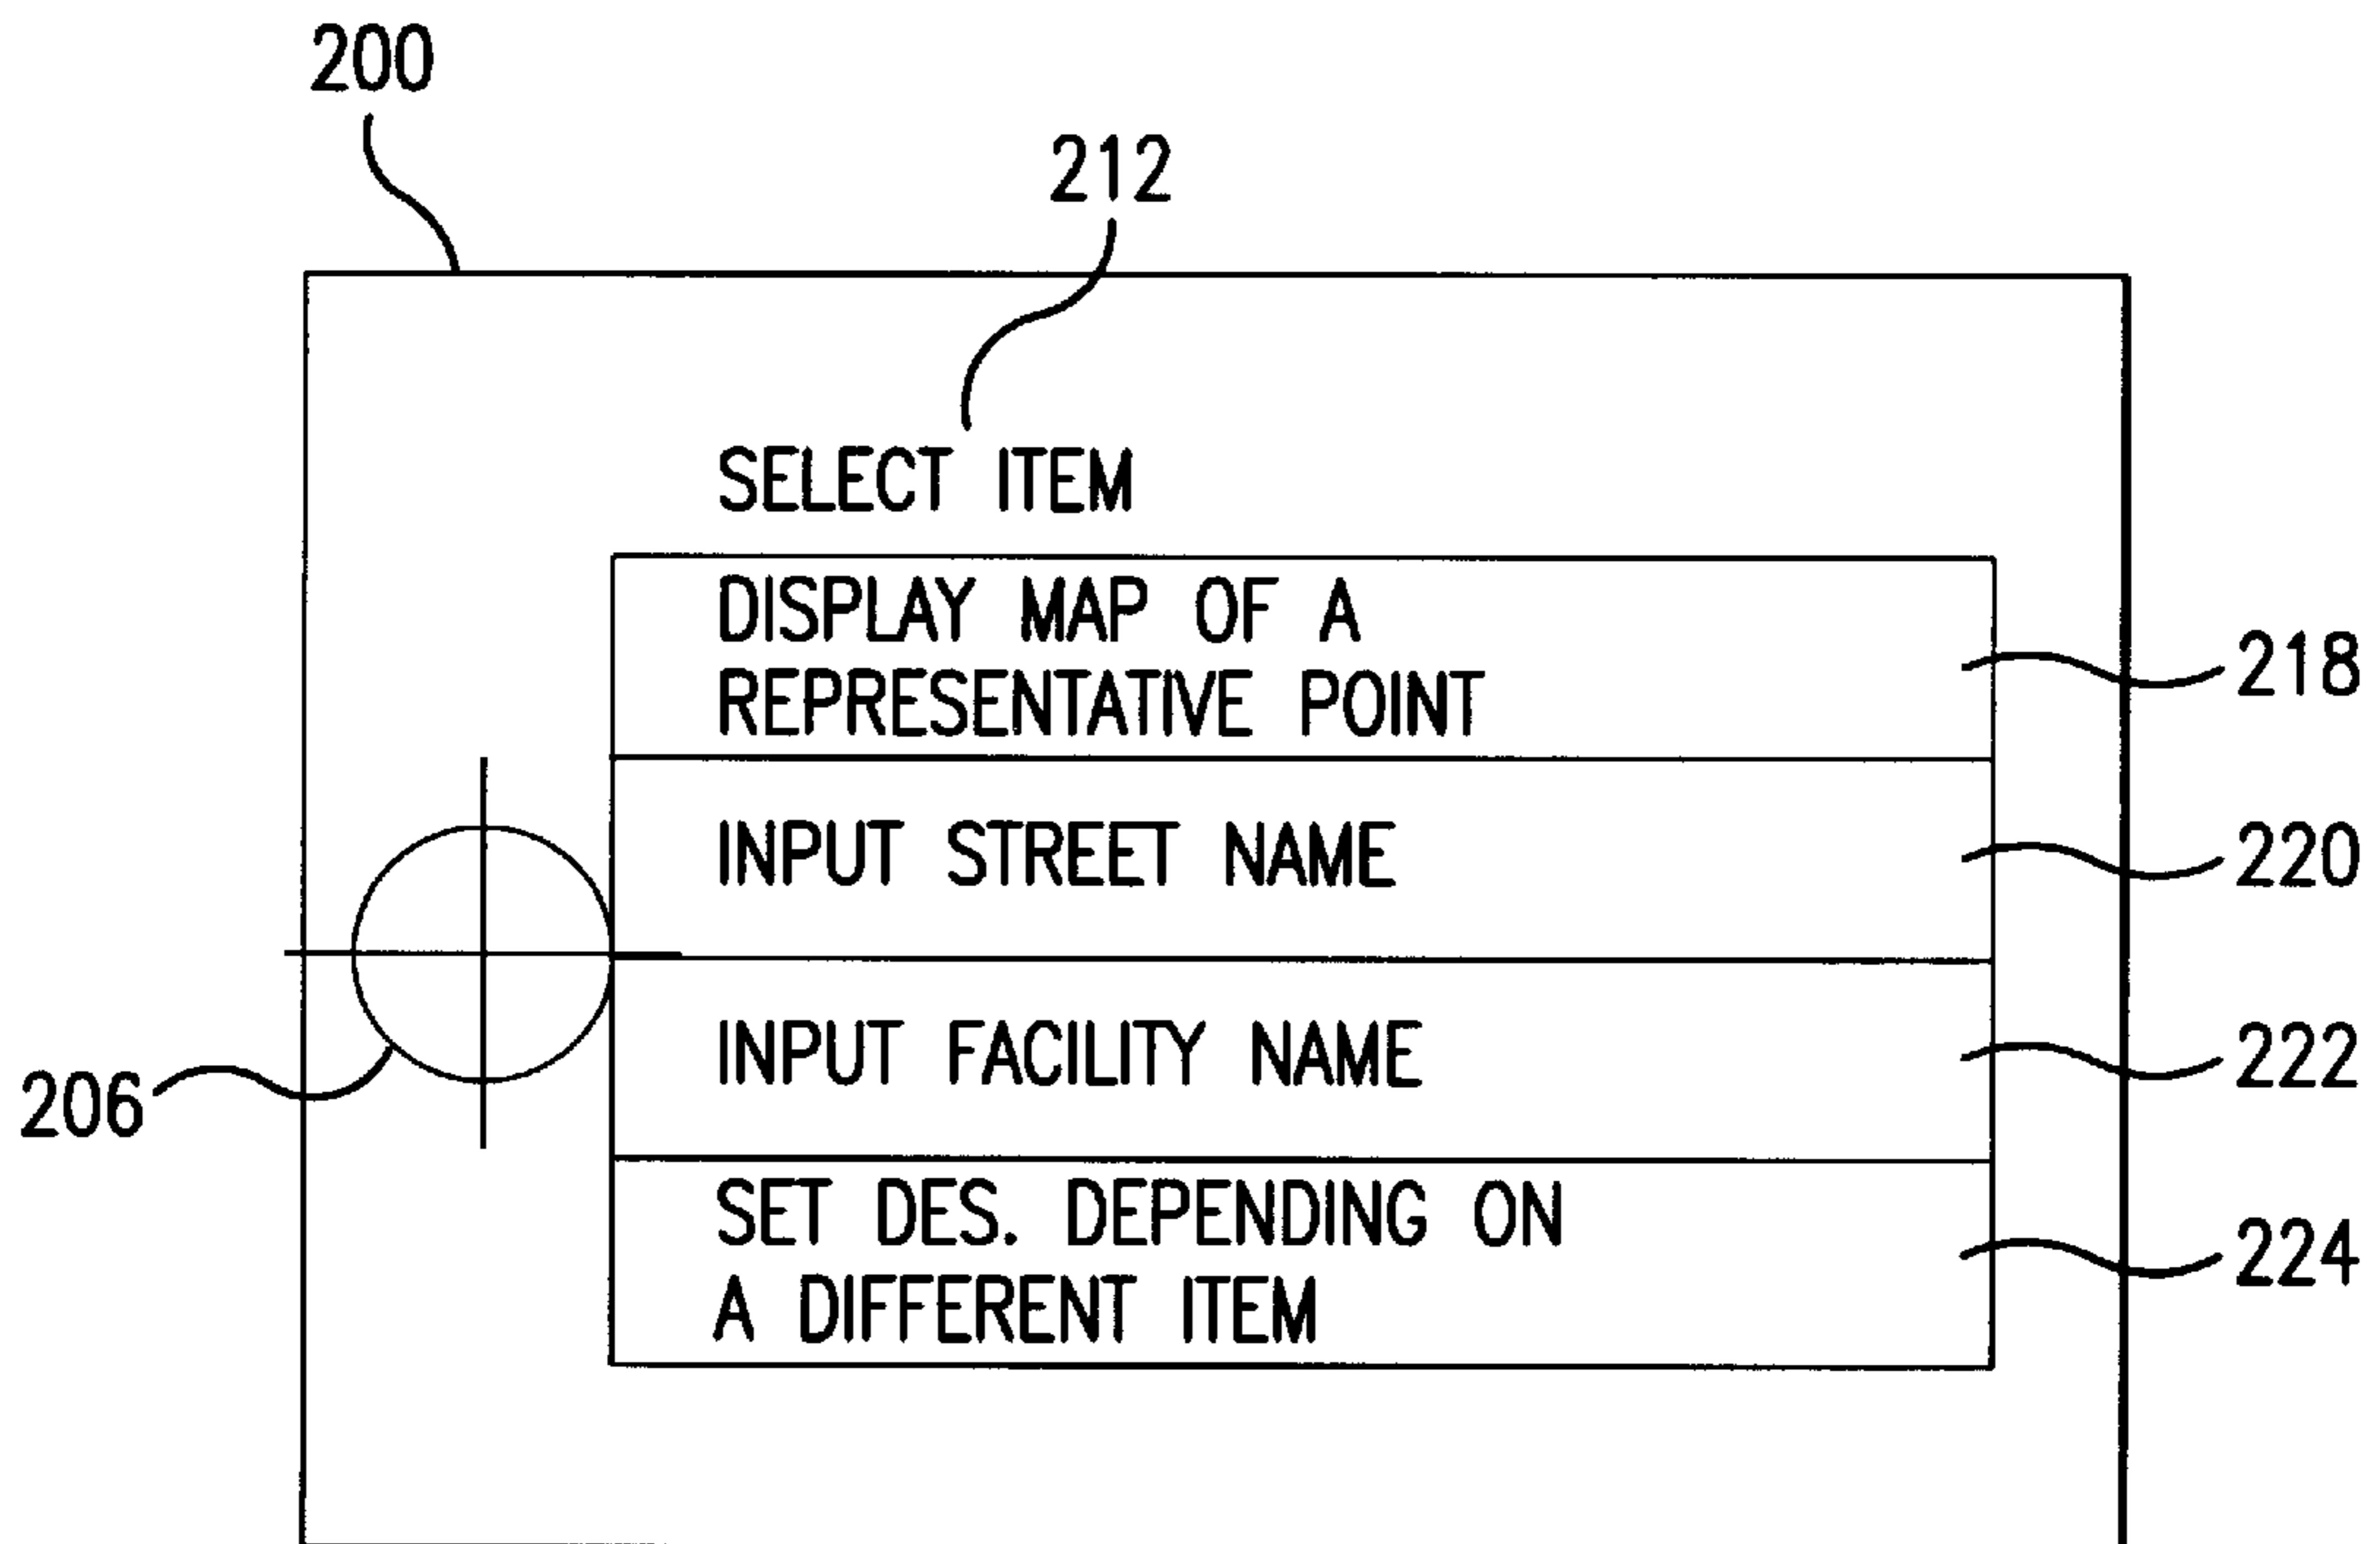 200
212
SELECT ITEM
DISPLAY MAP OF A
REPRESENTATIVE POINT
218
INPUT STREET NAME
220
INPUT FACILITY NAME
222
206
SET DES. DEPENDING ON
A DIFFERENT ITEM
224